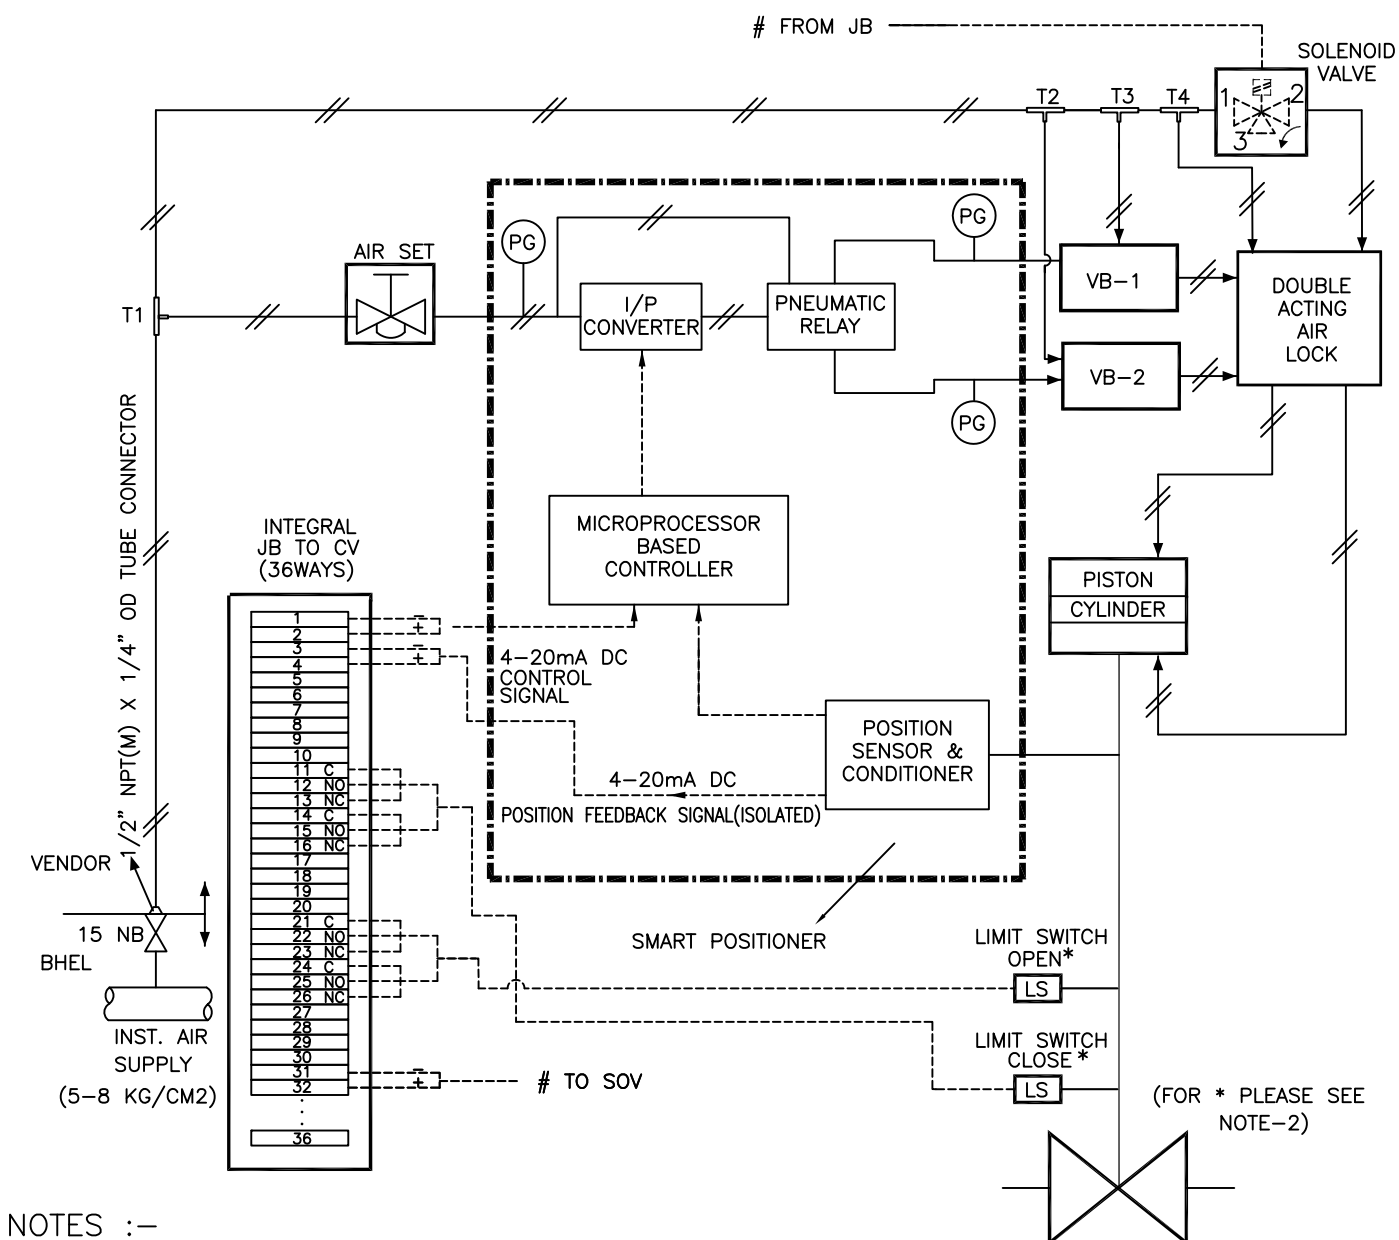 # FROM JB
SOLENOID
VALVE
T2
T3
T4
1
2
3
PG
PG
AIR SET
T1
I/P
CONVERTER
PNEUMATIC
RELAY
VB-1
DOUBLE
ACTING
AIR
LOCK
VB-2
PG
1/2" NPT(M) X 1/4" OD TUBE CONNECTOR
INTEGRAL
JB TO CV
(36WAYS)
MICROPROCESSOR
BASED
CONTROLLER
PISTON
CYLINDER
1 -
2 +
3 -
4 +
5
6
7
8
9
10
11 C
12 NO
13 NC
14 C
15 NO
16 NC
17
18
19
20
21 C
22 NO
23 NC
24 C
25 NO
26 NC
27
28
29
30
31 -
32 +
36
4-20mA DC
CONTROL
SIGNAL
POSITION
SENSOR &
CONDITIONER
4-20mA DC
POSITION FEEDBACK SIGNAL(ISOLATED)
VENDOR
15 NB
BHEL
SMART POSITIONER
LIMIT SWITCH
OPEN*
LS
INST. AIR
SUPPLY
(5-8 KG/CM2)
LIMIT SWITCH
CLOSE*
LS
# TO SOV
(FOR * PLEASE SEE
NOTE-2)
NOTES :-